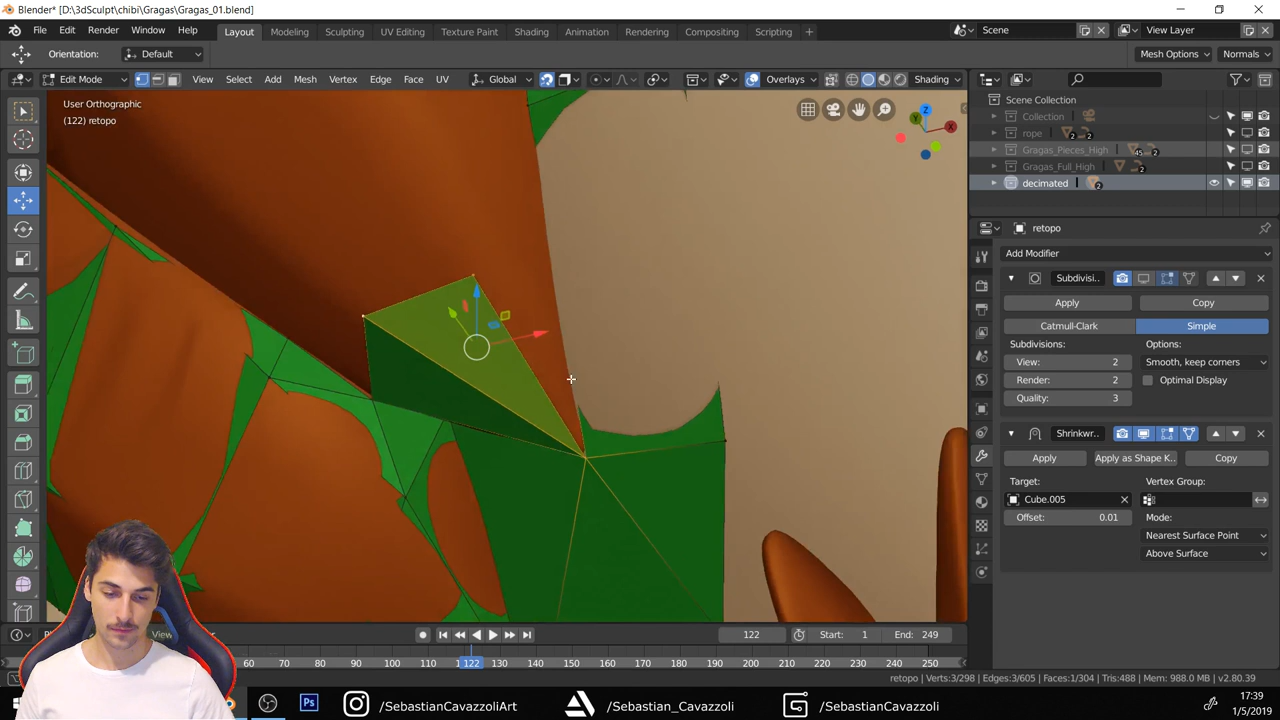 Blender* [D:\3dSculpt\chibi\Gragas\Gragas_01.blend]
File Edit Render Window Help
Layout Modeling Sculpting UV Editing Texture Paint Shading Animation Rendering Compositing Scripting +
Scene
View Layer
Orientation: Default
Mesh Options
Normals
Edit Mode
View Select Add Mesh Vertex Edge Face UV
Global
Overlays
Shading
User Orthographic
(122) retopo
Z
Y
X
Scene Collection
Collection
rope 2 2
Gragas_Pieces_High 45 2
Gragas_Full_High 2
decimated 2
retopo
Add Modifier
Subdivisi..
Apply
Copy
Catmull-Clark
Simple
Subdivisions:
Options:
View: 2
Smooth, keep corners
Render: 2
Optimal Display
Quality: 3
Shrinkwr..
Apply
Apply as Shape K..
Copy
Target:
Vertex Group:
Cube.005
Offset: 0.01
Mode:
Nearest Surface Point
Above Surface
122
Start: 1
End: 249
60 70 80 90 100 110 122 130 140 150 160 170 180 190 200 210 220 230 240 250
retopo | Verts:3/298 | Edges:3/605 | Faces:1/304 | Tris:488 | Mem: 988.0 MB | v2.80.39
Ps
/SebastianCavazzoliArt
/Sebastian_Cavazzoli
/SebastianCavazzoli
17:39
1/5/2019